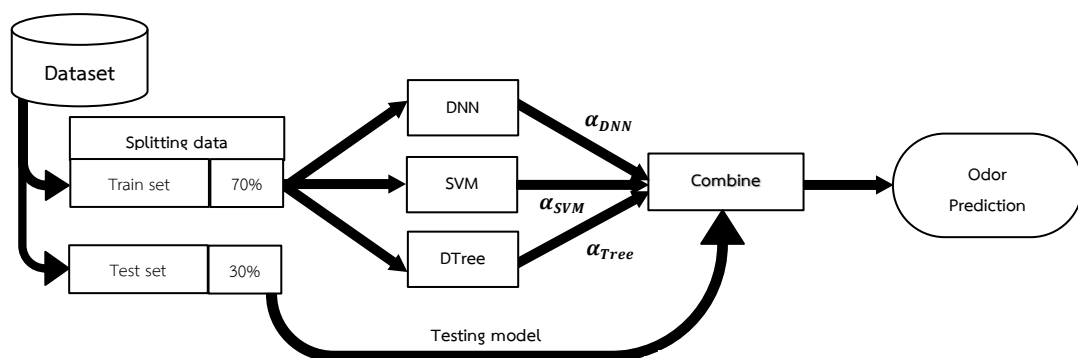 Dataset
Splitting data
Train set 70%
Test set 30%
DNN
SVM
DTree
α_DNN
α_SVM
α_Tree
Combine
Odor
Prediction
Testing model